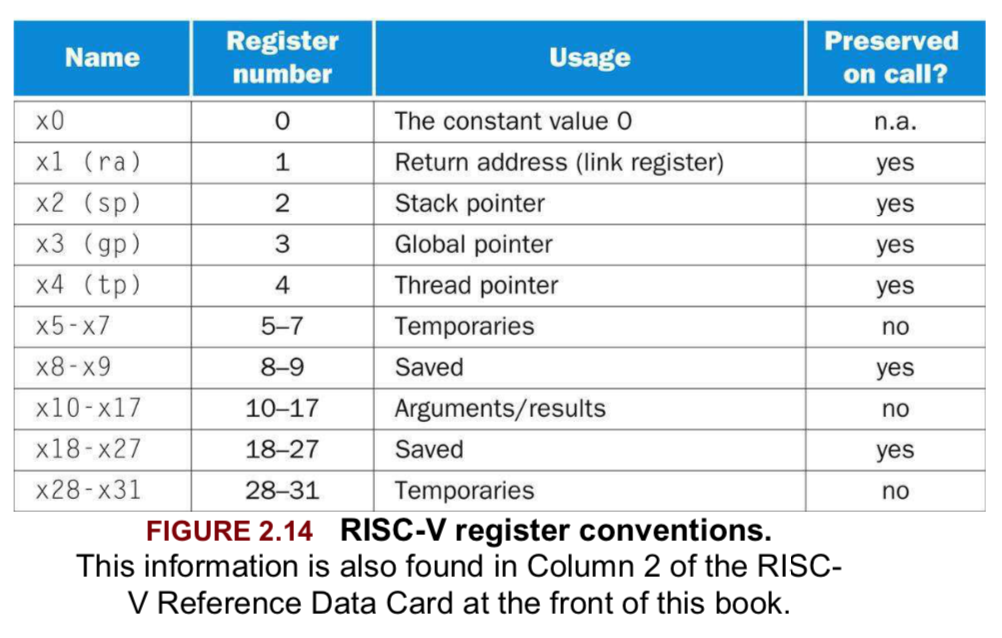 Name Register number Usage Preserved on call?
x0 0 The constant value 0 n.a.
x1 (ra) 1 Return address (link register) yes
x2 (sp) 2 Stack pointer yes
x3 (gp) 3 Global pointer yes
x4 (tp) 4 Thread pointer yes
x5-x7 5–7 Temporaries no
x8-x9 8–9 Saved yes
x10-x17 10–17 Arguments/results no
x18-x27 18–27 Saved yes
x28-x31 28–31 Temporaries no
FIGURE 2.14 RISC-V register conventions.
This information is also found in Column 2 of the RISC-
V Reference Data Card at the front of this book.